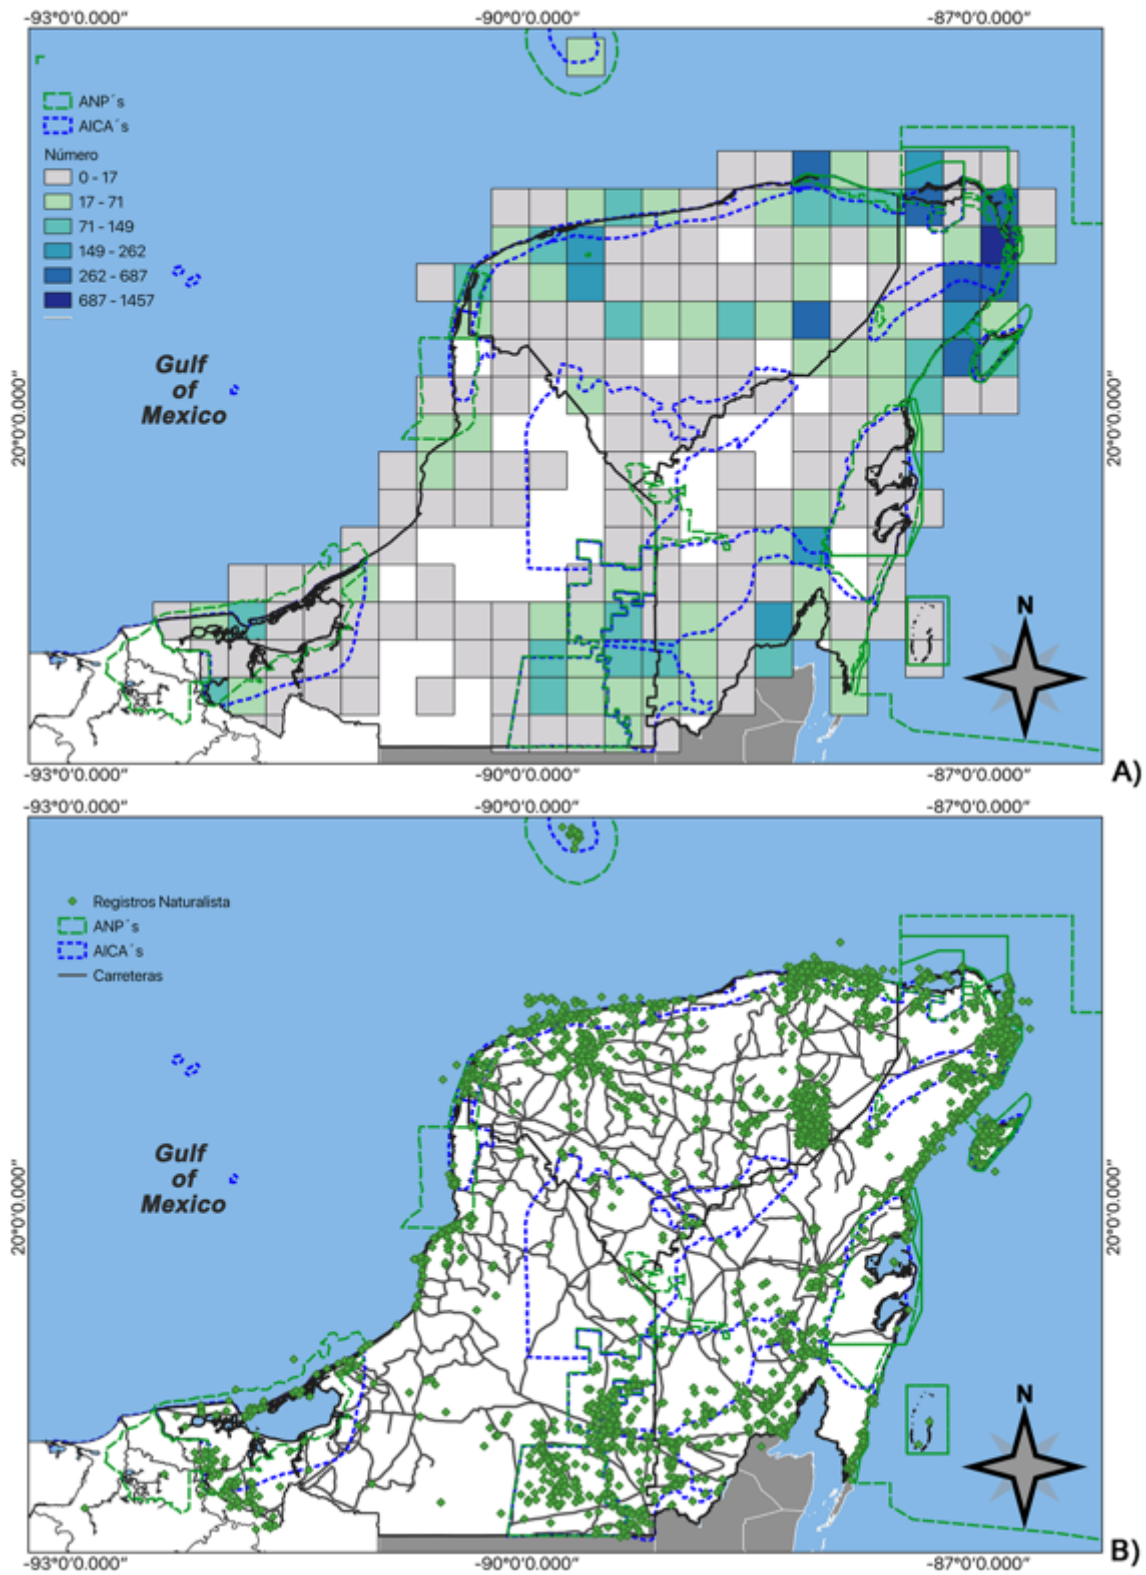 -93°0'0.000"
-90°0'0.000"
-87°0'0.000"
ANP´s
AICA´s
Número
0 - 17
17 - 71
71 - 149
149 - 262
262 - 687
687 - 1457
Gulf
of
Mexico
20°0'0.000"
20°0'0.000"
N
-93°0'0.000"
-90°0'0.000"
-87°0'0.000"
A)
-93°0'0.000"
-90°0'0.000"
-87°0'0.000"
Registros Naturalista
ANP´s
AICA´s
Carreteras
Gulf
of
Mexico
20°0'0.000"
20°0'0.000"
N
-93°0'0.000"
-90°0'0.000"
-87°0'0.000"
B)